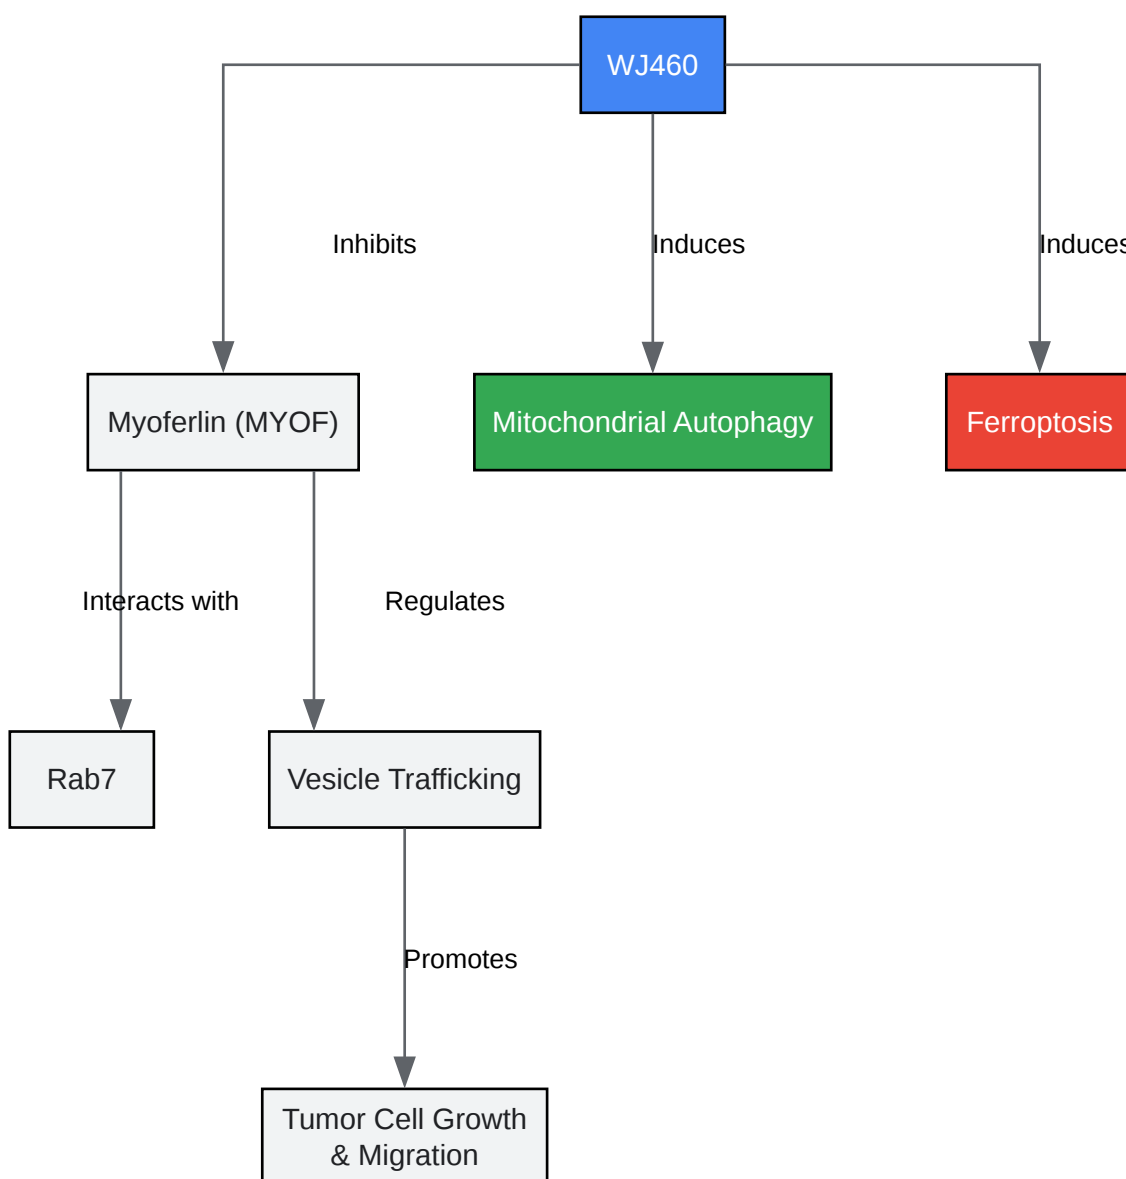 WJ460
Inhibits
Induces
Induces
Myoferlin (MYOF)
Mitochondrial Autophagy
Ferroptosis
Interacts with
Regulates
Rab7
Vesicle Trafficking
Promotes
Tumor Cell Growth
& Migration